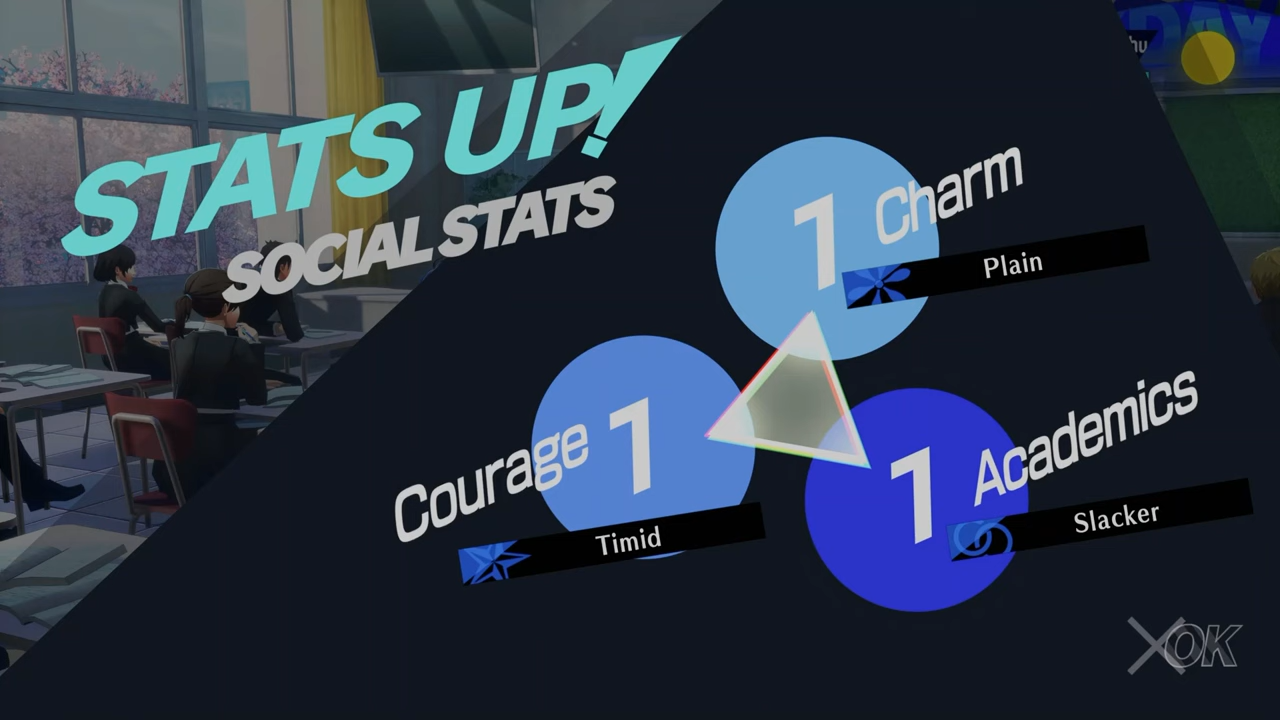 STATS UP!
SOCIAL STATS
1 Charm
Plain
Courage 1
Timid
1 Academics
Slacker
OK